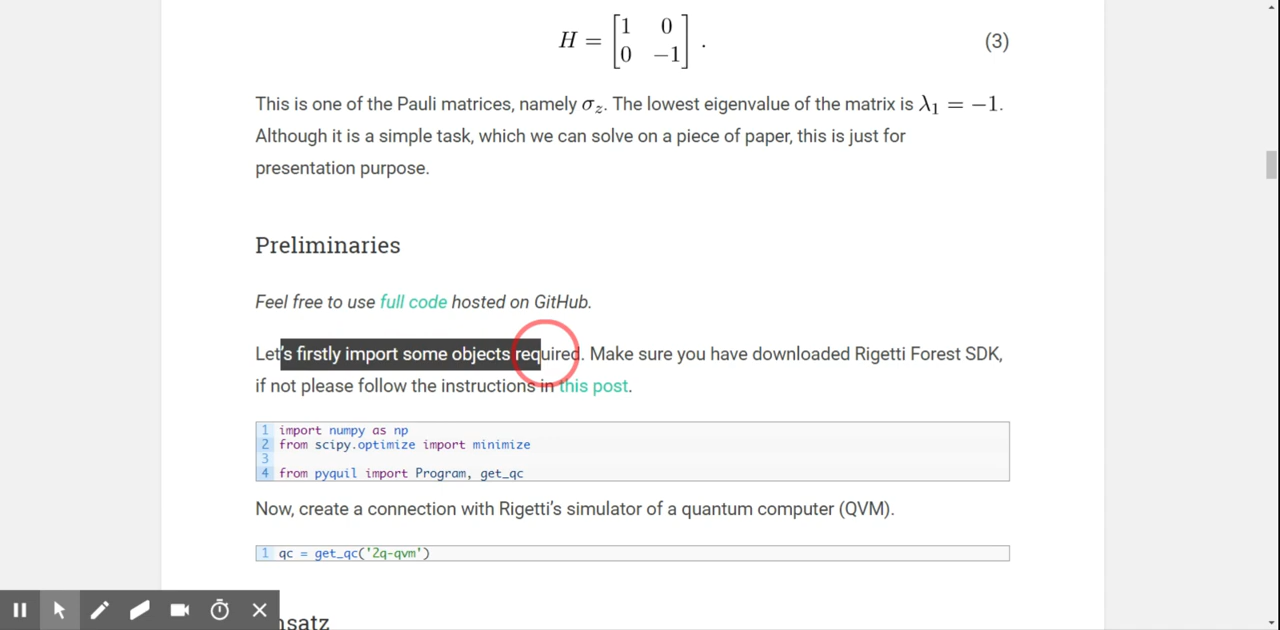 H = [1 0
0 −1] . (3)
This is one of the Pauli matrices, namely σz. The lowest eigenvalue of the matrix is λ1 = −1.
Although it is a simple task, which we can solve on a piece of paper, this is just for
presentation purpose.
Preliminaries
Feel free to use full code hosted on GitHub.
Let's firstly import some objects required. Make sure you have downloaded Rigetti Forest SDK,
if not please follow the instructions in this post.
1 import numpy as np
2 from scipy.optimize import minimize
3
4 from pyquil import Program, get_qc
Now, create a connection with Rigetti's simulator of a quantum computer (QVM).
1 qc = get_qc('2q-qvm')
nsatz